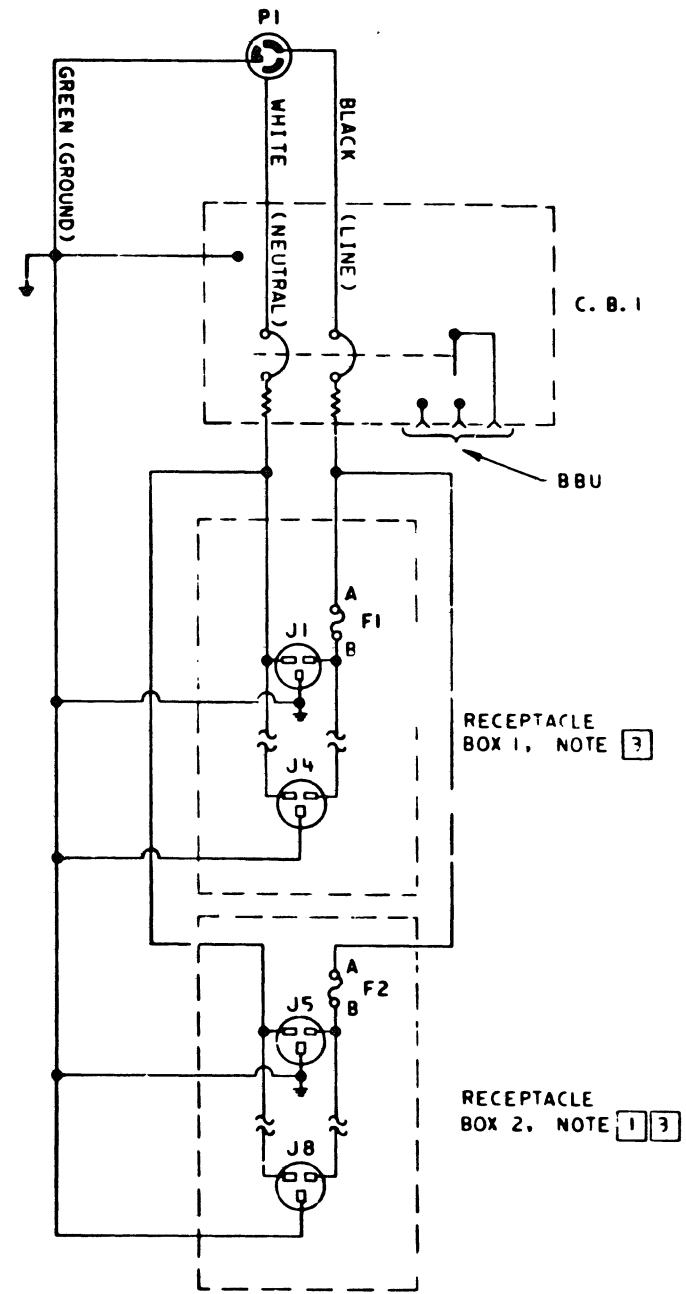 P1
GREEN (GROUND)
WHITE (NEUTRAL)
BLACK (LINE)
C. B. 1
BBU
A
F1
B
J1
J4
RECEPTACLE
BOX 1, NOTE 3
A
F2
B
J5
J8
RECEPTACLE
BOX 2, NOTE 1 3